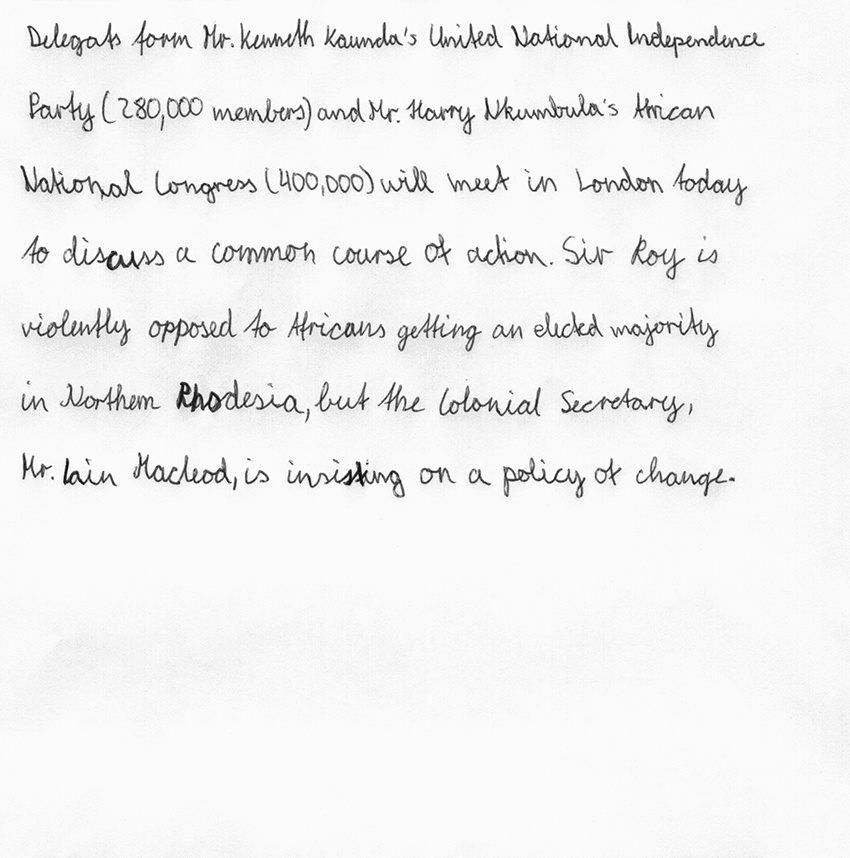 Delegats form Mr. Kenneth Kaunda's United National Independence
Party (280,000 members) and Mr. Harry Nkumbula's African
National Congress (400,000) will meet in London today
to discuss a common course of action. Sir Roy is
violently opposed to Africans getting an elected majority
in Northern Rhodesia, but the Colonial Secretary,
Mr. Iain Macleod, is insisting on a policy of change.